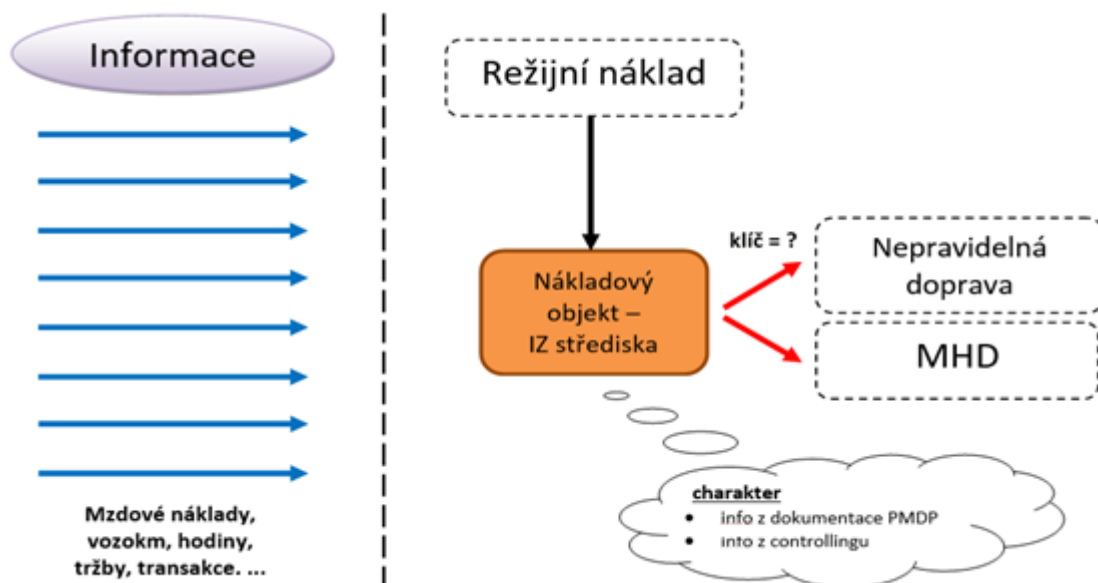 Informace
Mzdové náklady,
vozokm, hodiny,
tržby, transakce. ...
Režijní náklad
Nákladový
objekt –
IZ střediska
klíč = ?
Nepravidelná
doprava
MHD
charakter
• info z dokumentace PMDP
• info z controllingu